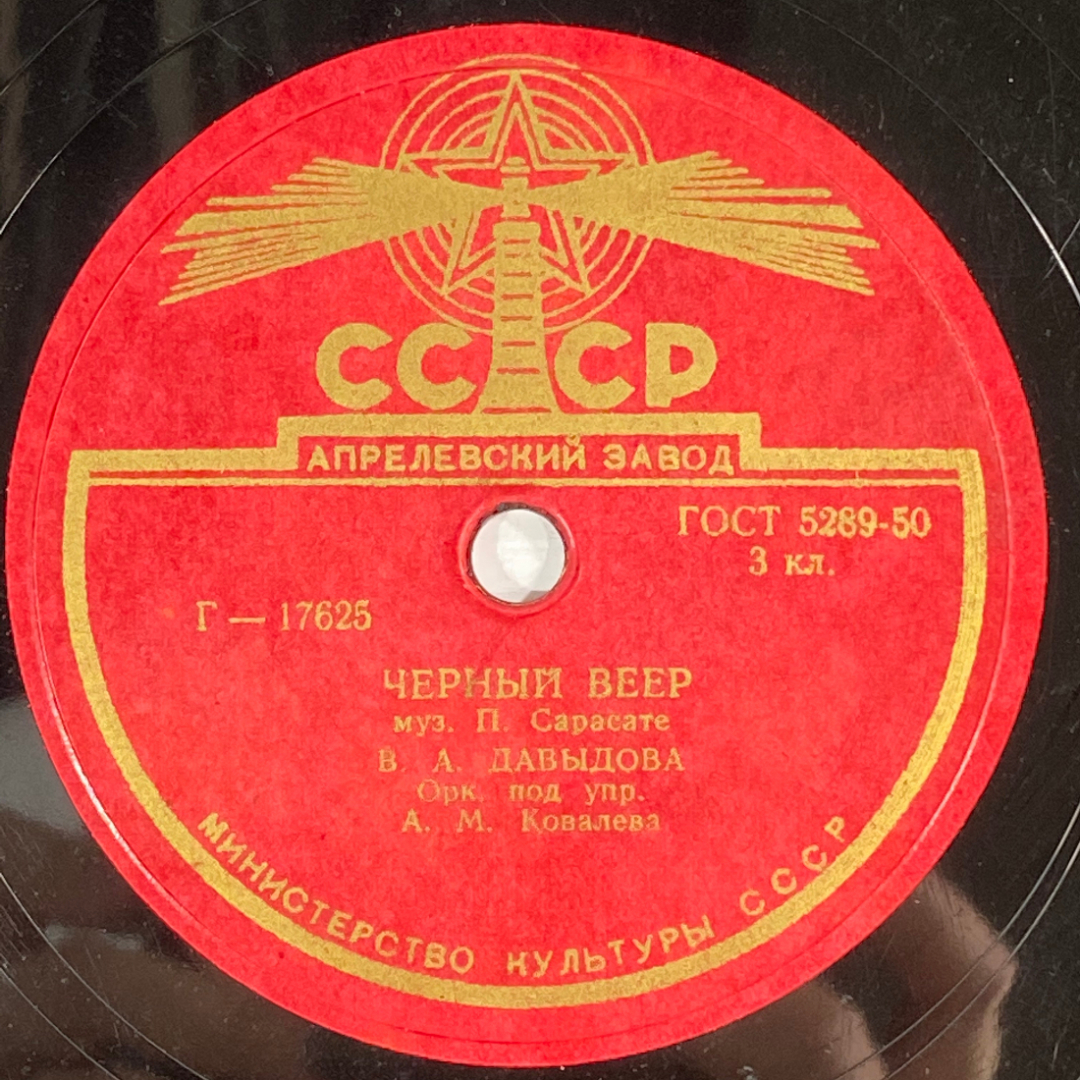 СССР
АПРЕЛЕВСКИЙ ЗАВОД
ГОСТ 5289-50
3 кл.
Г — 17625
ЧЕРНЫЙ ВЕЕР
муз. П. Сарасате
В. А. ДАВЫДОВА
Орк. под упр.
А. М. Ковалева
МИНИСТЕРСТВО КУЛЬТУРЫ СССР